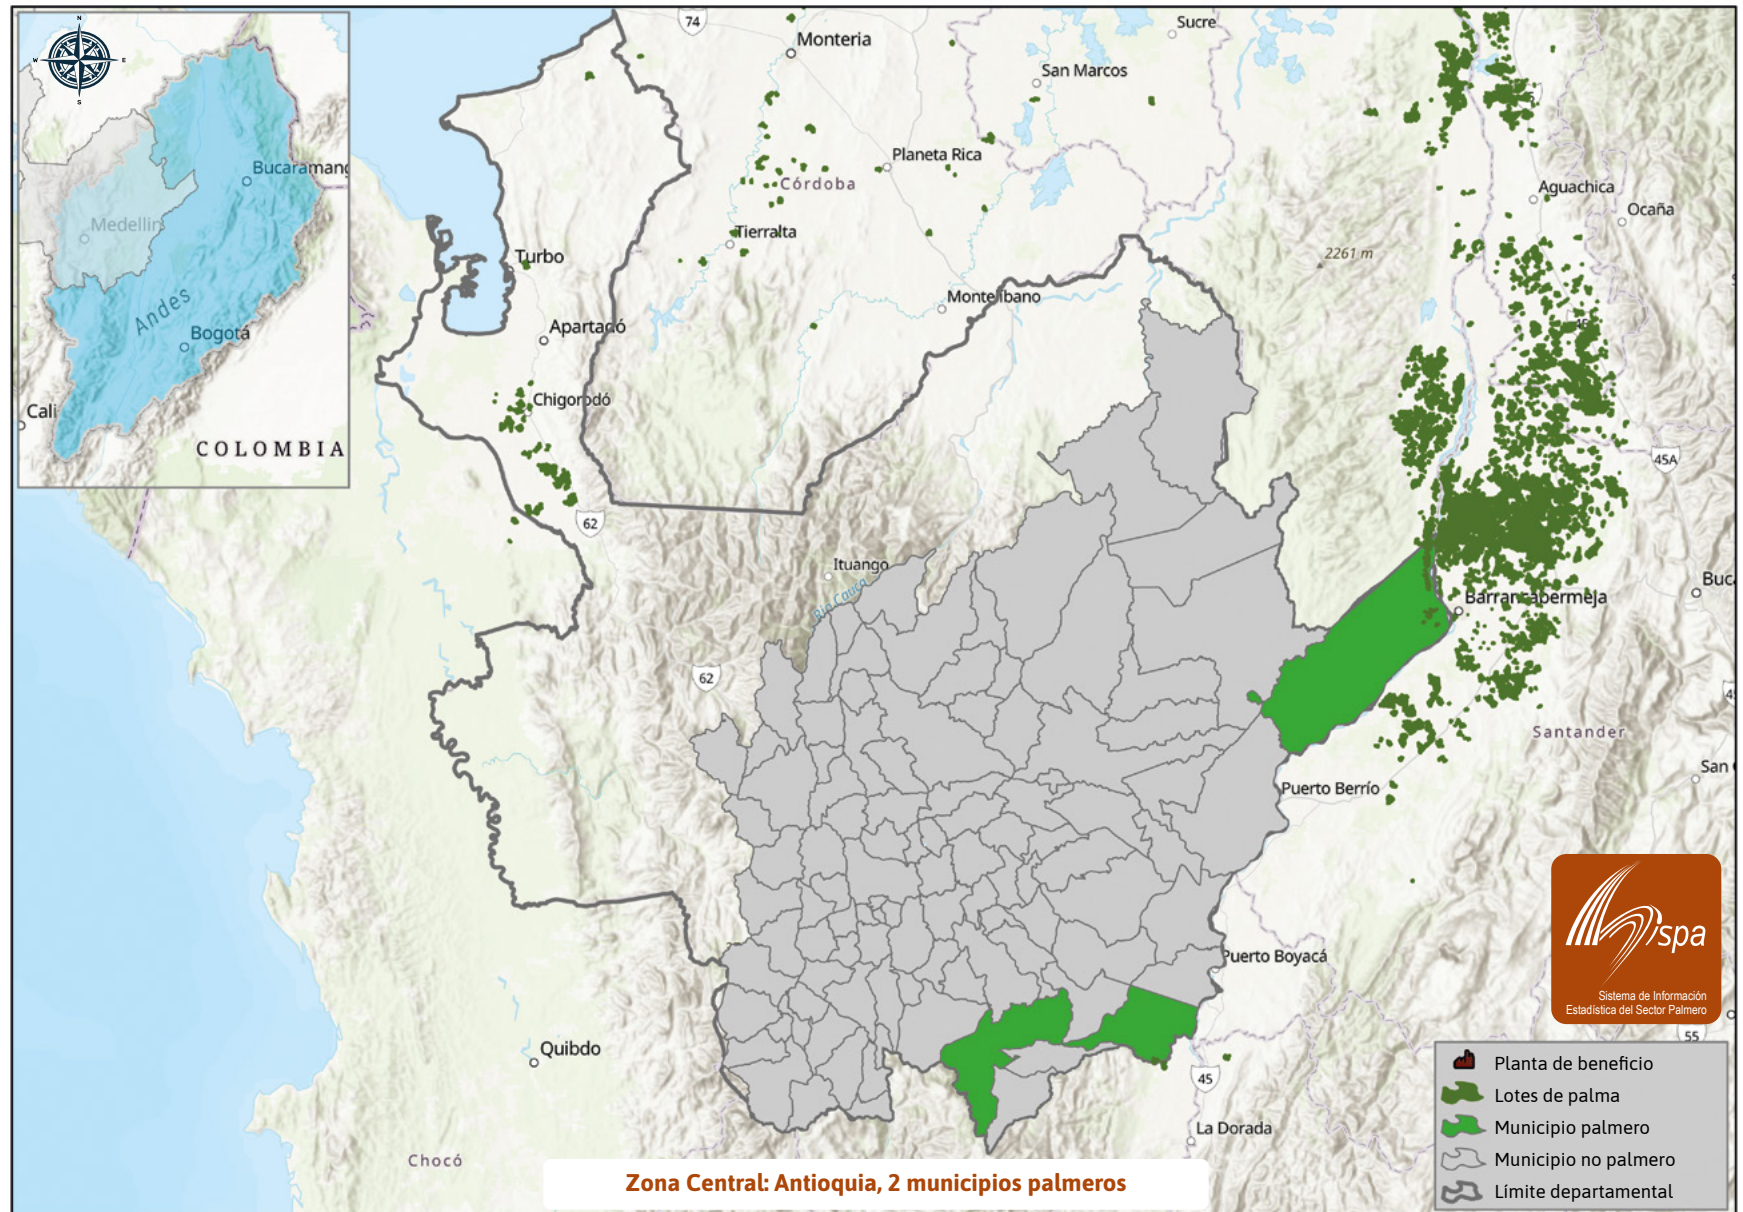 N
W
E
S
Bucaramang
Medellín
Andes
Bogotá
Cali
COLOMBIA
74
Monteria
Sucre
San Marcos
Planeta Rica
Córdoba
Aguachica
Ocaña
Tierralta
2261 m
Turbo
Montelíbano
Apartadó
Chigorodó
45A
62
Ituango
Río Cauca
Buc
Barrancabermeja
62
Santander
San
Puerto Berrío
Puerto Boyacá
Quibdo
45
La Dorada
Chocó
55
spa
Sistema de Información
Estadística del Sector Palmero
Planta de beneficio
Lotes de palma
Municipio palmero
Municipio no palmero
Límite departamental
Zona Central: Antioquia, 2 municipios palmeros